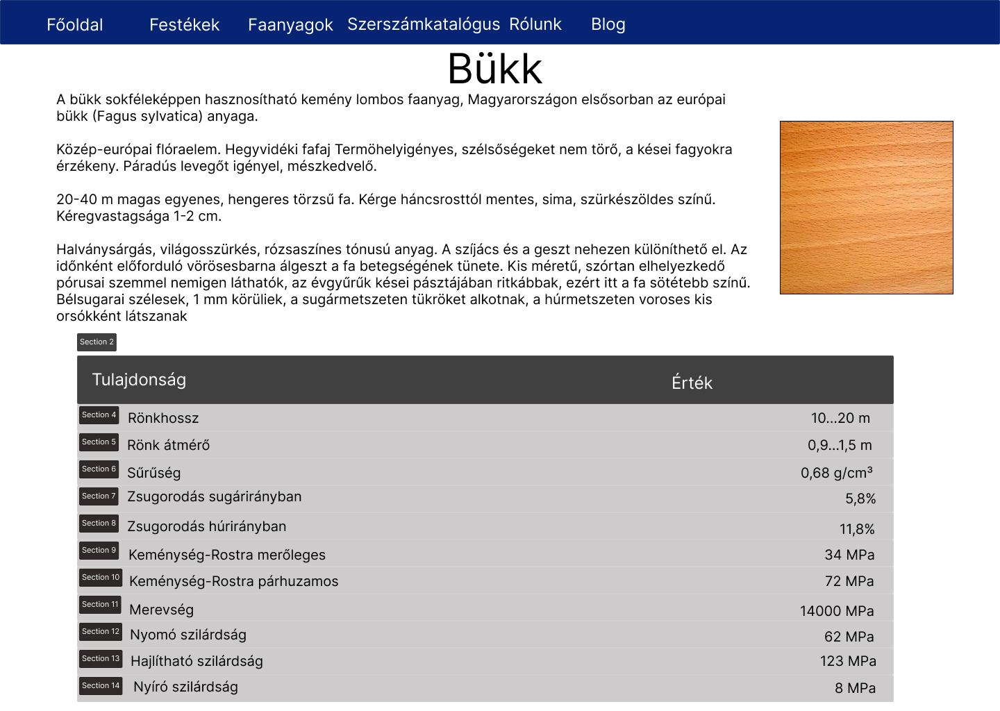 Főoldal Festékek Faanyagok Szerszámkatalógus Rólunk Blog
Bükk
A bükk sokféleképpen hasznosítható kemény lombos faanyag, Magyarországon elsősorban az európai
bükk (Fagus sylvatica) anyaga.
Közép-európai flóraelem. Hegyvidéki fafaj Termöhelyigényes, szélsőségeket nem törő, a kései fagyokra
érzékeny. Páradús levegőt igényel, mészkedvelő.
20-40 m magas egyenes, hengeres törzsű fa. Kérge háncsrosttól mentes, sima, szürkészöldes színű.
Kéregvastagsága 1-2 cm.
Halványsárgás, világosszürkés, rózsaszínes tónusú anyag. A szíjács és a geszt nehezen különíthető el. Az
időnként előforduló vörösesbarna álgeszt a fa betegségének tünete. Kis méretű, szórtan elhelyezkedő
pórusai szemmel nemigen láthatók, az évgyűrűk kései pásztájában ritkábbak, ezért itt a fa sötétebb színű.
Bélsugarai szélesek, 1 mm körüliek, a sugármetszeten tükröket alkotnak, a húrmetszeten voroses kis
orsókként látszanak
Section 2
Tulajdonság Érték
Section 4 Rönkhossz 10...20 m
Section 5 Rönk átmérő 0,9...1,5 m
Section 6 Sűrűség 0,68 g/cm³
Section 7 Zsugorodás sugárirányban 5,8%
Section 8 Zsugorodás húrirányban 11,8%
Section 9 Keménység-Rostra merőleges 34 MPa
Section 10 Keménység-Rostra párhuzamos 72 MPa
Section 11 Merevség 14000 MPa
Section 12 Nyomó szilárdság 62 MPa
Section 13 Hajlítható szilárdság 123 MPa
Section 14 Nyíró szilárdság 8 MPa